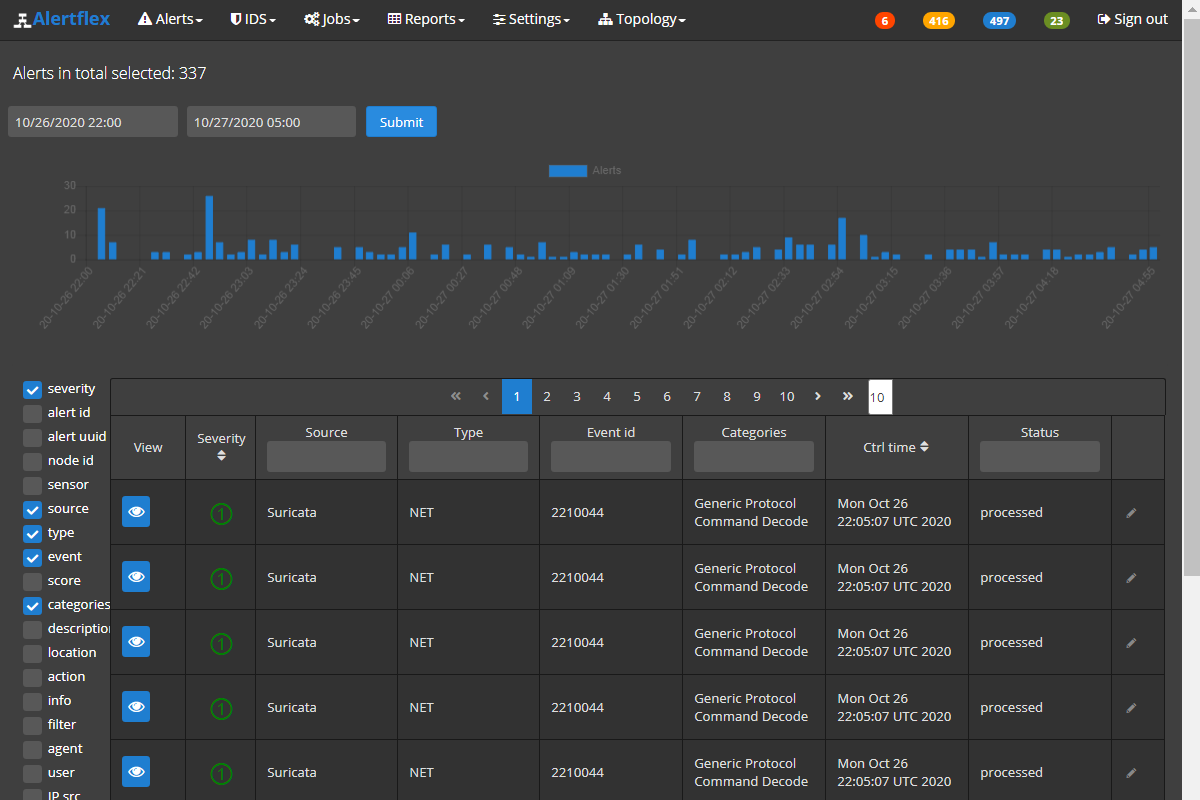 Alertflex Alerts IDS Jobs Reports Settings Topology 6 416 497 23 Sign out
Alerts in total selected: 337
10/26/2020 22:00 10/27/2020 05:00 Submit
Alerts
30
20
10
0
20-10-26 22:00 20-10-26 22:21 20-10-26 22:42 20-10-26 23:03 20-10-26 23:24 20-10-26 23:45 20-10-27 00:06 20-10-27 00:27 20-10-27 00:48 20-10-27 01:09 20-10-27 01:30 20-10-27 01:51 20-10-27 02:12 20-10-27 02:33 20-10-27 02:54 20-10-27 03:15 20-10-27 03:36 20-10-27 03:57 20-10-27 04:18 20-10-27 04:55
severity
alert id
alert uuid
node id
sensor
source
type
event
score
categories
descriptio
location
action
info
filter
agent
user
IP src
« ‹ 1 2 3 4 5 6 7 8 9 10 › » 10
View Severity Source Type Event id Categories Ctrl time Status
1 Suricata NET 2210044 Generic Protocol Mon Oct 26 processed
Command Decode 22:05:07 UTC 2020
1 Suricata NET 2210044 Generic Protocol Mon Oct 26 processed
Command Decode 22:05:07 UTC 2020
1 Suricata NET 2210044 Generic Protocol Mon Oct 26 processed
Command Decode 22:05:07 UTC 2020
1 Suricata NET 2210044 Generic Protocol Mon Oct 26 processed
Command Decode 22:05:07 UTC 2020
1 Suricata NET 2210044 Generic Protocol Mon Oct 26 processed
Command Decode 22:05:07 UTC 2020